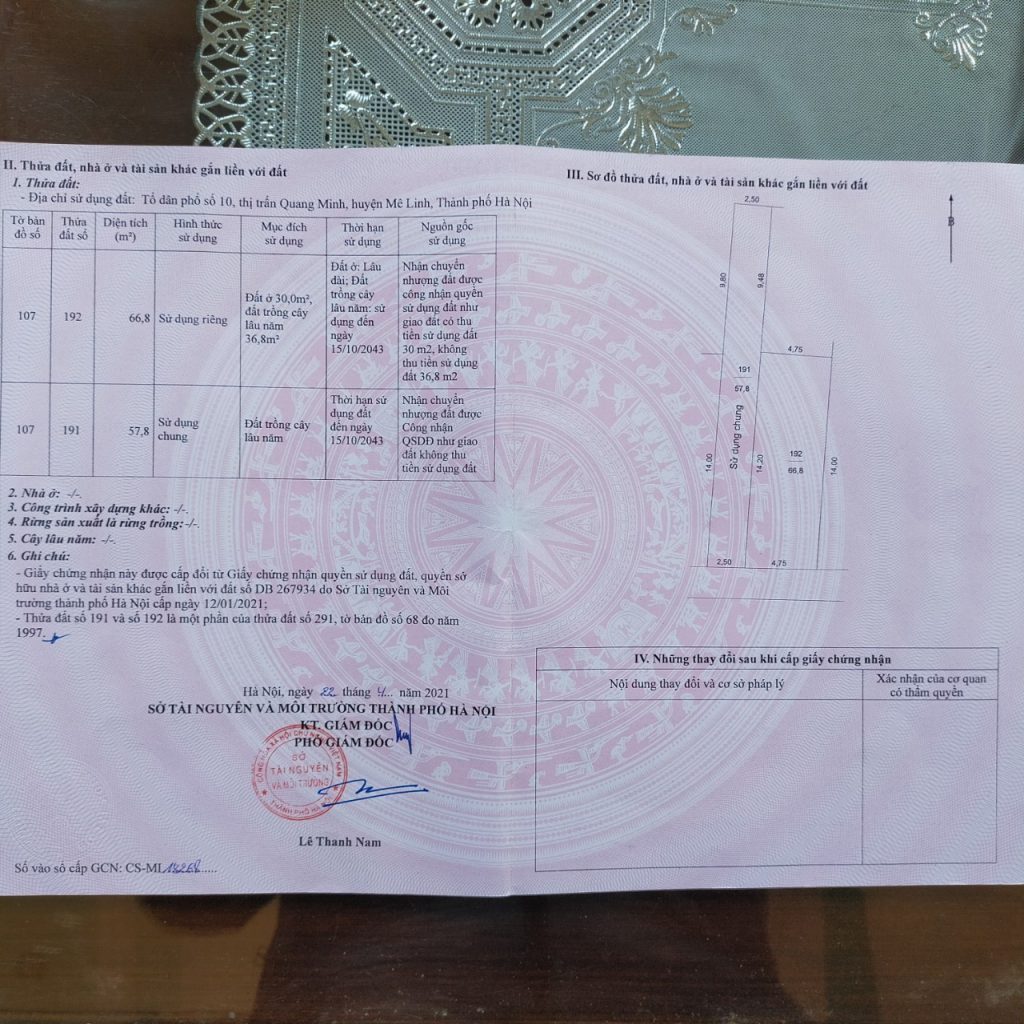 II. Thửa đất, nhà ở và tài sản khác gắn liền với đất
1. Thửa đất:
- Địa chỉ sử dụng đất: Tổ dân phố số 10, thị trấn Quang Minh, huyện Mê Linh, Thành phố Hà Nội
Tờ bản đồ số
Thửa đất số
Diện tích (m²)
Hình thức sử dụng
Mục đích sử dụng
Thời hạn sử dụng
Nguồn gốc sử dụng
107
192
66,8
Sử dụng riêng
Đất ở 30,0m²,
đất trồng cây
lâu năm
36,8m²
Đất ở: Lâu
dài; Đất
trồng cây
lâu năm: sử
dụng đến
ngày
15/10/2043
Nhận chuyển
nhượng đất được
công nhận quyền
sử dụng đất như
giao đất có thu
tiền sử dụng đất
30 m2, không
thu tiền sử dụng
đất 36,8 m2
107
191
57,8
Sử dụng
chung
Đất trồng cây
lâu năm
Thời hạn sử
dụng đất
đến ngày
15/10/2043
Nhận chuyển
nhượng đất được
Công nhận
QSDĐ như giao
đất không thu
tiền sử dụng đất
2. Nhà ở: -/-.
3. Công trình xây dựng khác: -/-.
4. Rừng sản xuất là rừng trồng:-/-.
5. Cây lâu năm: -/-.
6. Ghi chú:
- Giấy chứng nhận này được cấp đổi từ Giấy chứng nhận quyền sử dụng đất, quyền sở
hữu nhà ở và tài sản khác gắn liền với đất số DB 267934 do Sở Tài nguyên và Môi
trường thành phố Hà Nội cấp ngày 12/01/2021;
- Thửa đất số 191 và số 192 là một phần của thửa đất số 291, tờ bản đồ số 68 đo năm
1997.
Hà Nội, ngày 22 tháng 4... năm 2021
SỞ TÀI NGUYÊN VÀ MÔI TRƯỜNG THÀNH PHỐ HÀ NỘI
KT. GIÁM ĐỐC
PHÓ GIÁM ĐỐC
CỘNG HÒA XÃ HỘI CHỦ NGHĨA VIỆT NAM
SỞ
TÀI NGUYÊN
VÀ MÔI TRƯỜNG
THÀNH PHỐ HÀ NỘI
Lê Thanh Nam
Số vào sổ cấp GCN: CS-ML
III. Sơ đồ thửa đất, nhà ở và tài sản khác gắn liền với đất
B
2,50
9,80
9,48
4,75
191
57,8
Sử dụng chung
14,00
14,20
192
66,8
14,00
2,50
4,75
IV. Những thay đổi sau khi cấp giấy chứng nhận
Nội dung thay đổi và cơ sở pháp lý
Xác nhận của cơ quan
có thẩm quyền